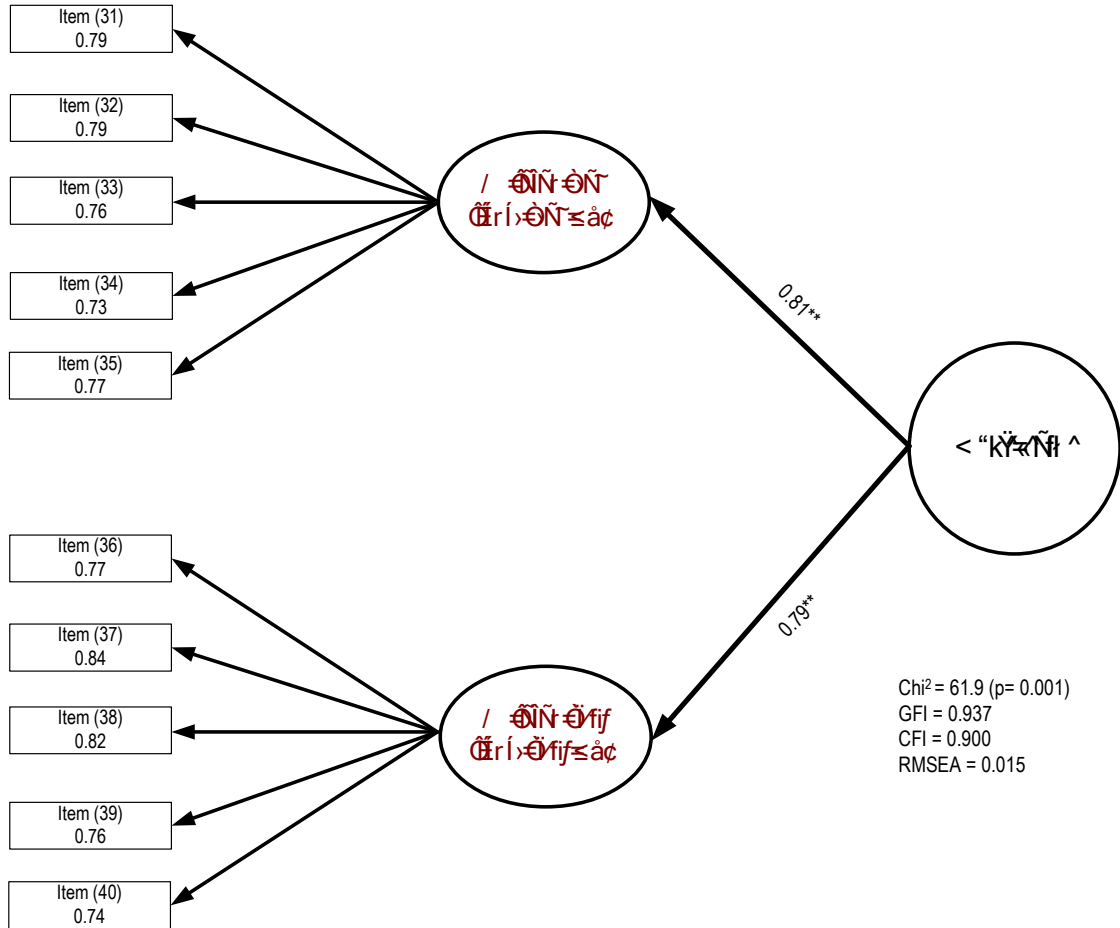 Item (31)
0.79
Item (32)
0.79
Item (33)
0.76
Item (34)
0.73
Item (35)
0.77
0.81**
Item (36)
0.77
Item (37)
0.84
Item (38)
0.82
Item (39)
0.76
Item (40)
0.74
0.79**
Chi² = 61.9 (p= 0.001)
GFI = 0.937
CFI = 0.900
RMSEA = 0.015